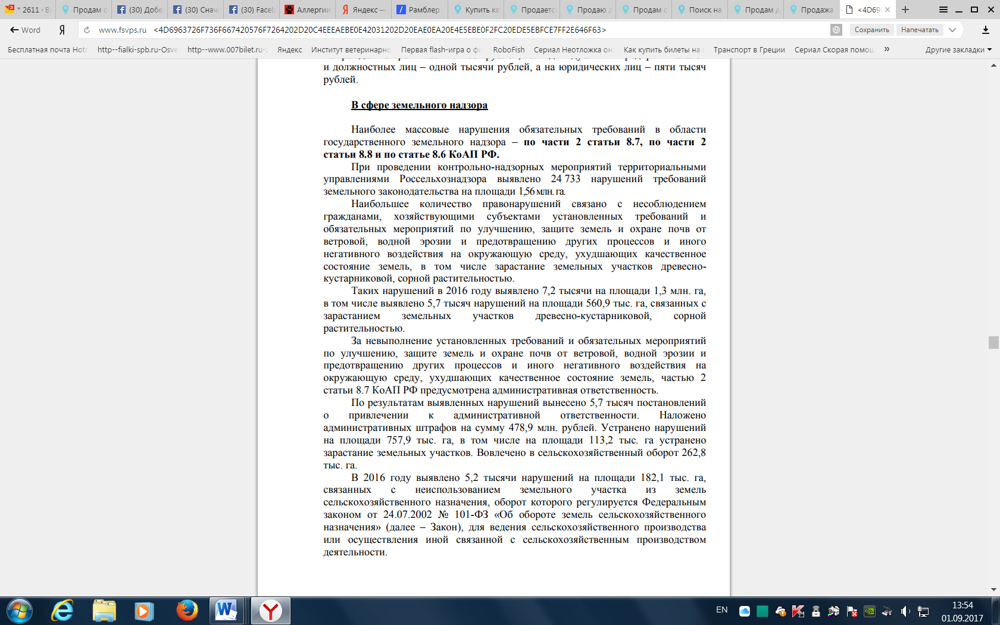 * 2611 · В
Продам о
(30) Добе
(30) Снач
(30) Faceb
Аллергии
Яндекс —
Рамблер
Купить кв
Продаетс
Продаю д
Продам о
Поиск на
Продам д
Продажа
<4D696
Word
www.fsvps.ru <4D6963726F736F667420576F7264202D20C4EEEAEBE0E42031202D20EAE0EA20E4E5EBE0F2FC20EDE5EBFCE7FF2E646F63>
Сохранить
Напечатать
Бесплатная почта Hotr
http--fialki-spb.ru-Osve
http--www.007bilet.ru-
Яндекс
Институт ветеринарно
Первая flash-игра о ф
RoboFish
Сериал Неотложка он
Как купить билеты на
Транспорт в Греции
Сериал Скорая помощ
»
Другие закладки
и должностных лиц – одной тысячи рублей, а на юридических лиц – пяти тысяч
рублей.
В сфере земельного надзора
Наиболее массовые нарушения обязательных требований в области
государственного земельного надзора – по части 2 статьи 8.7, по части 2
статьи 8.8 и по статье 8.6 КоАП РФ.
При проведении контрольно-надзорных мероприятий территориальными
управлениями Россельхознадзора выявлено 24 733 нарушений требований
земельного законодательства на площади 1,56 млн. га.
Наибольшее количество правонарушений связано с несоблюдением
гражданами, хозяйствующими субъектами установленных требований и
обязательных мероприятий по улучшению, защите земель и охране почв от
ветровой, водной эрозии и предотвращению других процессов и иного
негативного воздействия на окружающую среду, ухудшающих качественное
состояние земель, в том числе зарастание земельных участков древесно-
кустарниковой, сорной растительностью.
Таких нарушений в 2016 году выявлено 7,2 тысячи на площади 1,3 млн. га,
в том числе выявлено 5,7 тысяч нарушений на площади 560,9 тыс. га, связанных с
зарастанием земельных участков древесно-кустарниковой, сорной
растительностью.
За невыполнение установленных требований и обязательных мероприятий
по улучшению, защите земель и охране почв от ветровой, водной эрозии и
предотвращению других процессов и иного негативного воздействия на
окружающую среду, ухудшающих качественное состояние земель, частью 2
статьи 8.7 КоАП РФ предусмотрена административная ответственность.
По результатам выявленных нарушений вынесено 5,7 тысяч постановлений
о привлечении к административной ответственности. Наложено
административных штрафов на сумму 478,9 млн. рублей. Устранено нарушений
на площади 757,9 тыс. га, в том числе на площади 113,2 тыс. га устранено
зарастание земельных участков. Вовлечено в сельскохозяйственный оборот 262,8
тыс. га.
В 2016 году выявлено 5,2 тысячи нарушений на площади 182,1 тыс. га,
связанных с неиспользованием земельного участка из земель
сельскохозяйственного назначения, оборот которого регулируется Федеральным
законом от 24.07.2002 № 101-ФЗ «Об обороте земель сельскохозяйственного
назначения» (далее – Закон), для ведения сельскохозяйственного производства
или осуществления иной связанной с сельскохозяйственным производством
деятельности.
EN
13:54
01.09.2017